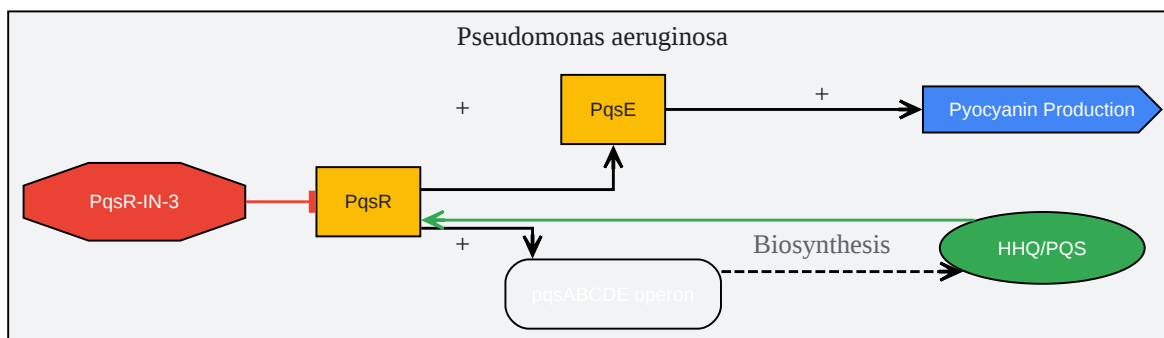 Pseudomonas aeruginosa
+
PqsE
+
Pyocyanin Production
PqsR-IN-3
PqsR
+
Biosynthesis
HHQ/PQS
pqsABCDE operon